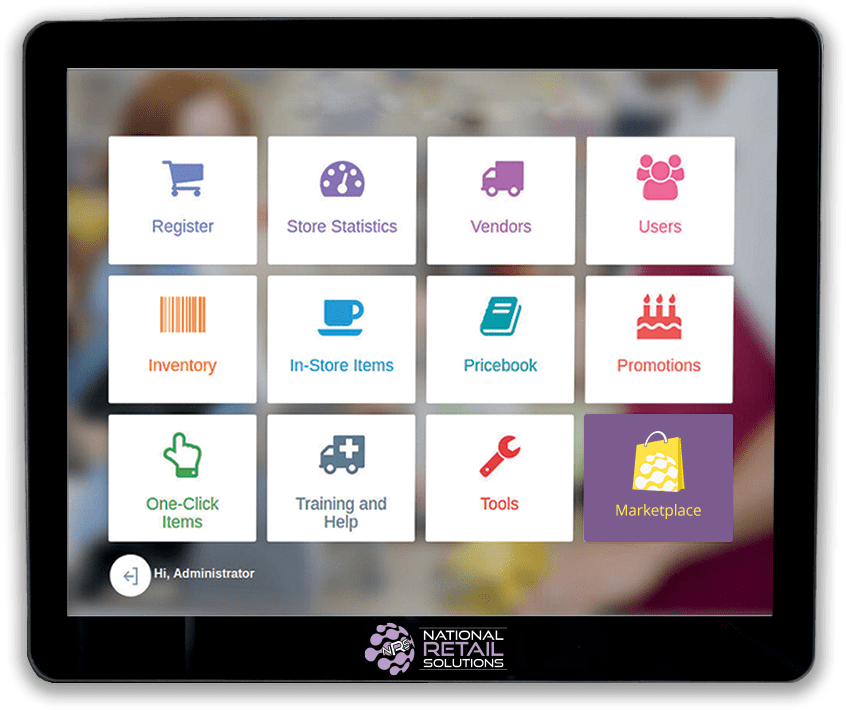 Register
Store Statistics
Vendors
Users
Inventory
In-Store Items
Pricebook
Promotions
One-Click
Items
Training and
Help
Tools
Marketplace
Hi, Administrator
NRS
NATIONAL
RETAIL
SOLUTIONS